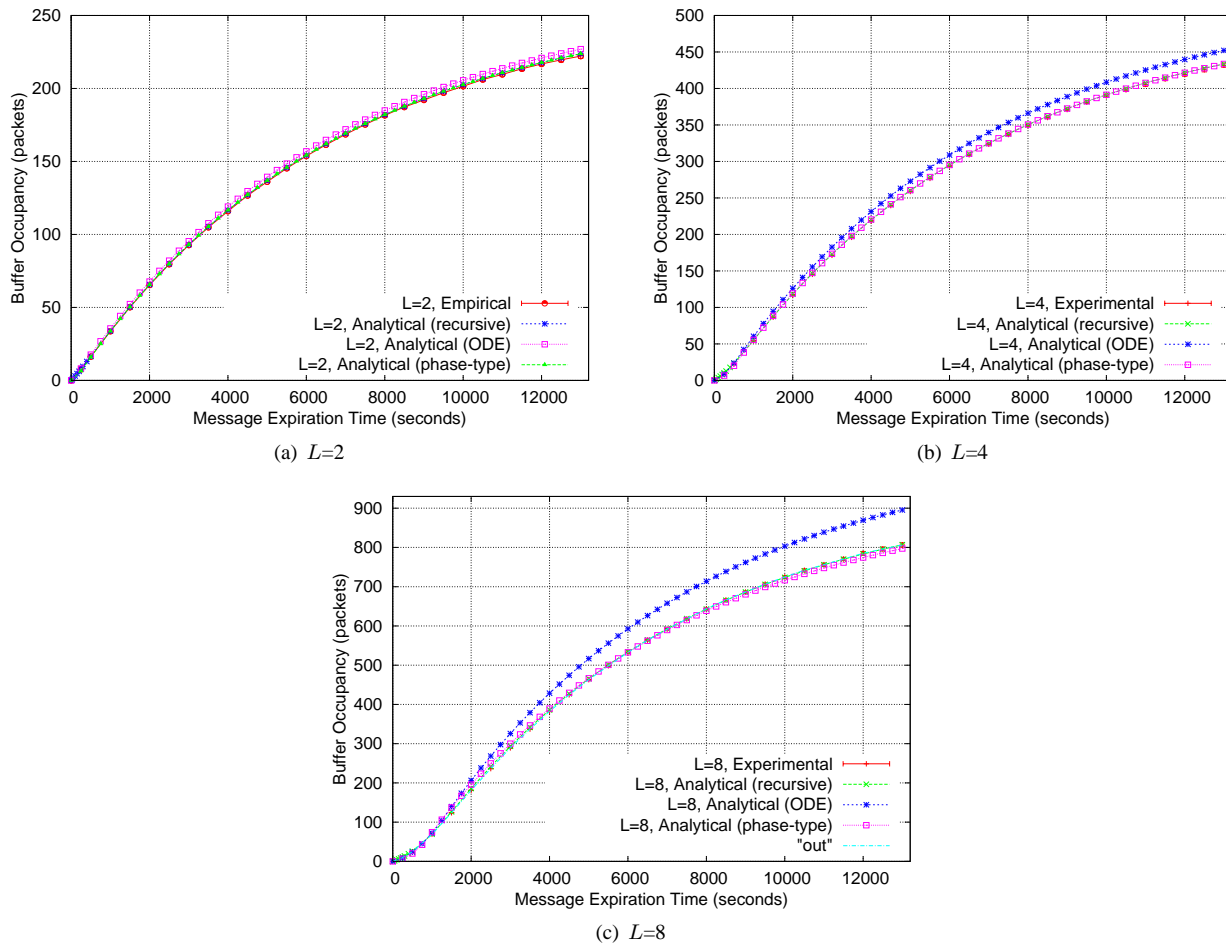 250
200
150
100
50
0
Buffer Occupancy (packets)
L=2, Empirical
L=2, Analytical (recursive)
L=2, Analytical (ODE)
L=2, Analytical (phase-type)
0 2000 4000 6000 8000 10000 12000
Message Expiration Time (seconds)
(a) L=2
500
450
400
350
300
250
200
150
100
50
0
Buffer Occupancy (packets)
L=4, Experimental
L=4, Analytical (recursive)
L=4, Analytical (ODE)
L=4, Analytical (phase-type)
0 2000 4000 6000 8000 10000 12000
Message Expiration Time (seconds)
(b) L=4
900
800
700
600
500
400
300
200
100
0
Buffer Occupancy (packets)
L=8, Experimental
L=8, Analytical (recursive)
L=8, Analytical (ODE)
L=8, Analytical (phase-type)
"out"
0 2000 4000 6000 8000 10000 12000
Message Expiration Time (seconds)
(c) L=8